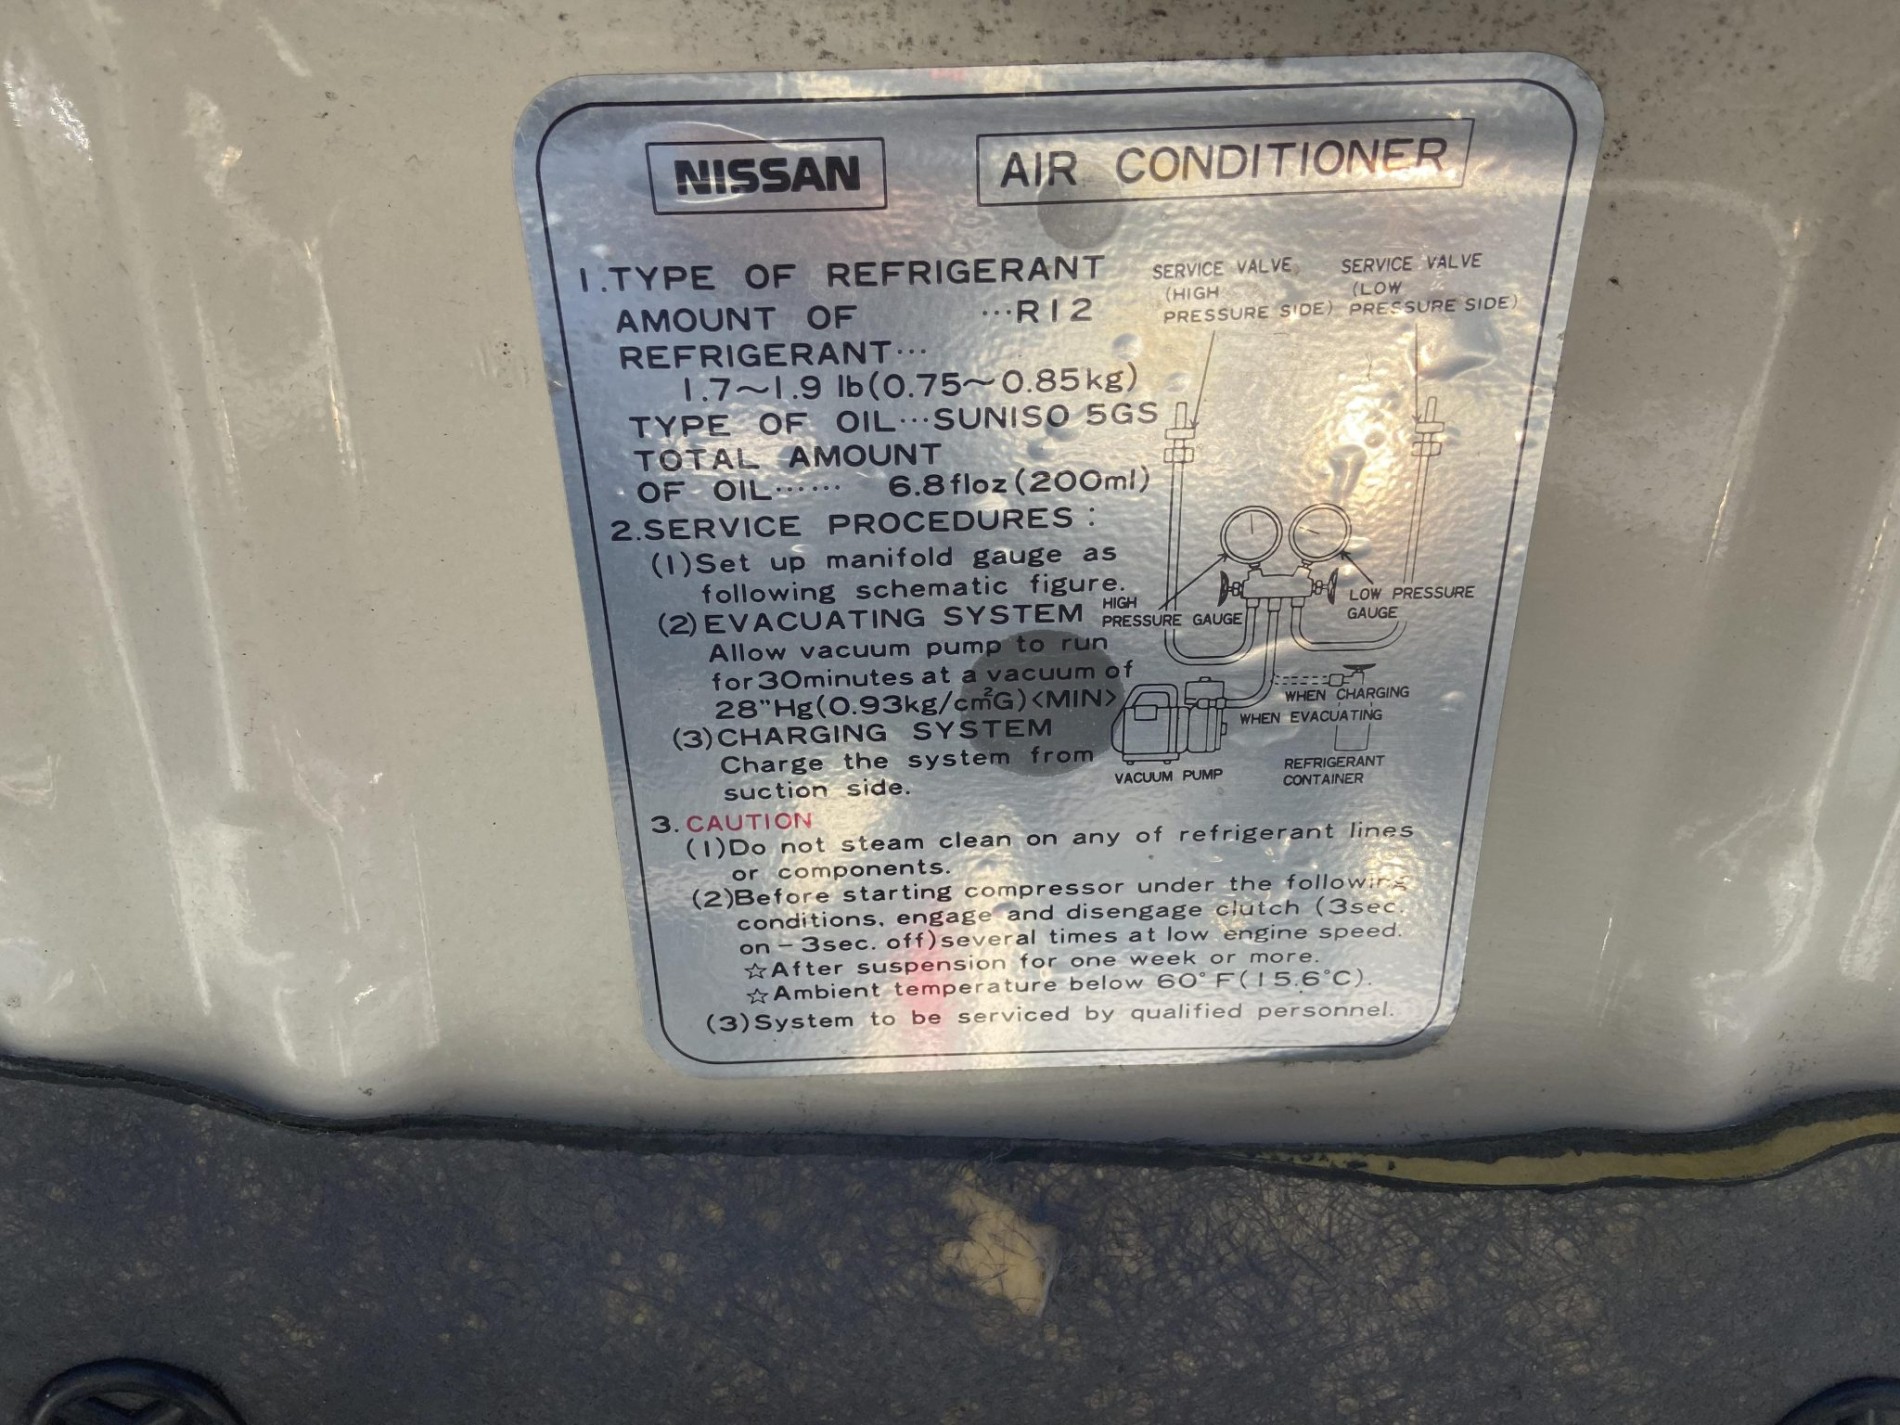 NISSAN
AIR CONDITIONER
1.TYPE OF REFRIGERANT
AMOUNT OF ···R12
REFRIGERANT···
1.7~1.9 lb(0.75~0.85kg)
TYPE OF OIL···SUNISO 5GS
TOTAL AMOUNT
OF OIL······ 6.8floz(200ml)
2.SERVICE PROCEDURES :
(1)Set up manifold gauge as
following schematic figure.
(2)EVACUATING SYSTEM
Allow vacuum pump to run
for30minutes at a vacuum of
28"Hg(0.93kg/cm²G)<MIN>
(3)CHARGING SYSTEM
Charge the system from
suction side.
SERVICE VALVE
(HIGH
PRESSURE SIDE)
SERVICE VALVE
(LOW
PRESSURE SIDE)
HIGH
PRESSURE GAUGE
LOW PRESSURE
GAUGE
WHEN CHARGING
WHEN EVACUATING
VACUUM PUMP
REFRIGERANT
CONTAINER
3.CAUTION
(1)Do not steam clean on any of refrigerant lines
or components.
(2)Before starting compressor under the following
conditions, engage and disengage clutch (3sec.
on-3sec. off)several times at low engine speed.
☆After suspension for one week or more.
☆Ambient temperature below 60°F(15.6°C).
(3)System to be serviced by qualified personnel.